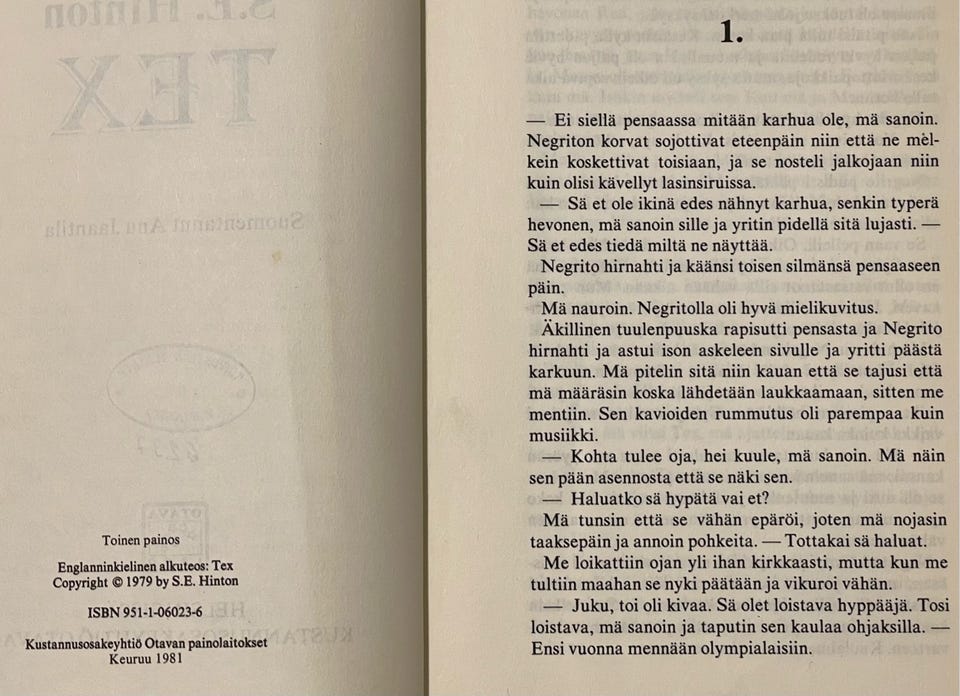 S.E. Hinton
TEX
Suomentanut Anu Jaantila
OTAVA
Toinen painos
Englanninkielinen alkuteos: Tex
Copyright © 1979 by S.E. Hinton
ISBN 951-1-06023-6
Kustannusosakeyhtiö Otavan painolaitokset
Keuruu 1981
1.
— Ei siellä pensaassa mitään karhua ole, mä sanoin.
Negriton korvat sojottivat eteenpäin niin että ne mel-
kein koskettivat toisiaan, ja se nosteli jalkojaan niin
kuin olisi kävellyt lasinsiruissa.
— Sä et ole ikinä edes nähnyt karhua, senkin typerä
hevonen, mä sanoin sille ja yritin pidellä sitä lujasti. —
Sä et edes tiedä miltä ne näyttää.
Negrito hirnahti ja käänsi toisen silmänsä pensaaseen
päin.
Mä nauroin. Negritolla oli hyvä mielikuvitus.
Äkillinen tuulenpuuska rapisutti pensasta ja Negrito
hirnahti ja astui ison askeleen sivulle ja yritti päästä
karkuun. Mä pitelin sitä niin kauan että se tajusi että
mä määräsin koska lähdetään laukkaamaan, sitten me
mentiin. Sen kavioiden rummutus oli parempaa kuin
musiikki.
— Kohta tulee oja, hei kuule, mä sanoin. Mä näin
sen pään asennosta että se näki sen.
— Haluatko sä hypätä vai et?
Mä tunsin että se vähän epäröi, joten mä nojasin
taaksepäin ja annoin pohkeita. — Tottakai sä haluat.
Me loikattiin ojan yli ihan kirkkaasti, mutta kun me
tultiin maahan se nyki päätään ja vikuroi vähän.
— Juku, toi oli kivaa. Sä olet loistava hyppääjä. Tosi
loistava, mä sanoin ja taputin sen kaulaa ohjaksilla. —
Ensi vuonna mennään olympialaisiin.